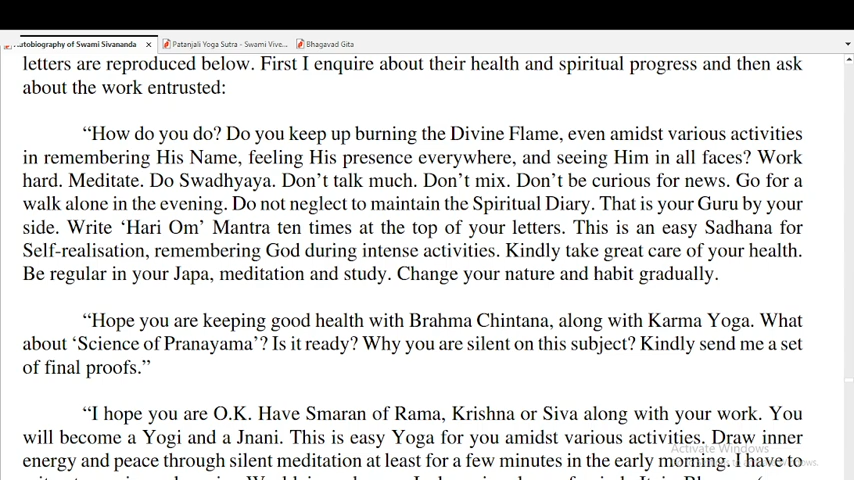 utobiography of Swami Sivananda × Patanjali Yoga Sutra - Swami Vive... Bhagavad Gita
letters are reproduced below. First I enquire about their health and spiritual progress and then ask
about the work entrusted:
“How do you do? Do you keep up burning the Divine Flame, even amidst various activities
in remembering His Name, feeling His presence everywhere, and seeing Him in all faces? Work
hard. Meditate. Do Swadhyaya. Don’t talk much. Don’t mix. Don’t be curious for news. Go for a
walk alone in the evening. Do not neglect to maintain the Spiritual Diary. That is your Guru by your
side. Write ‘Hari Om’ Mantra ten times at the top of your letters. This is an easy Sadhana for
Self-realisation, remembering God during intense activities. Kindly take great care of your health.
Be regular in your Japa, meditation and study. Change your nature and habit gradually.
“Hope you are keeping good health with Brahma Chintana, along with Karma Yoga. What
about ‘Science of Pranayama’? Is it ready? Why you are silent on this subject? Kindly send me a set
of final proofs.”
“I hope you are O.K. Have Smaran of Rama, Krishna or Siva along with your work. You
will become a Yogi and a Jnani. This is easy Yoga for you amidst various activities. Draw inner
Activate Windows
energy and peace through silent meditation at least for a few minutes in the early morning. I have to